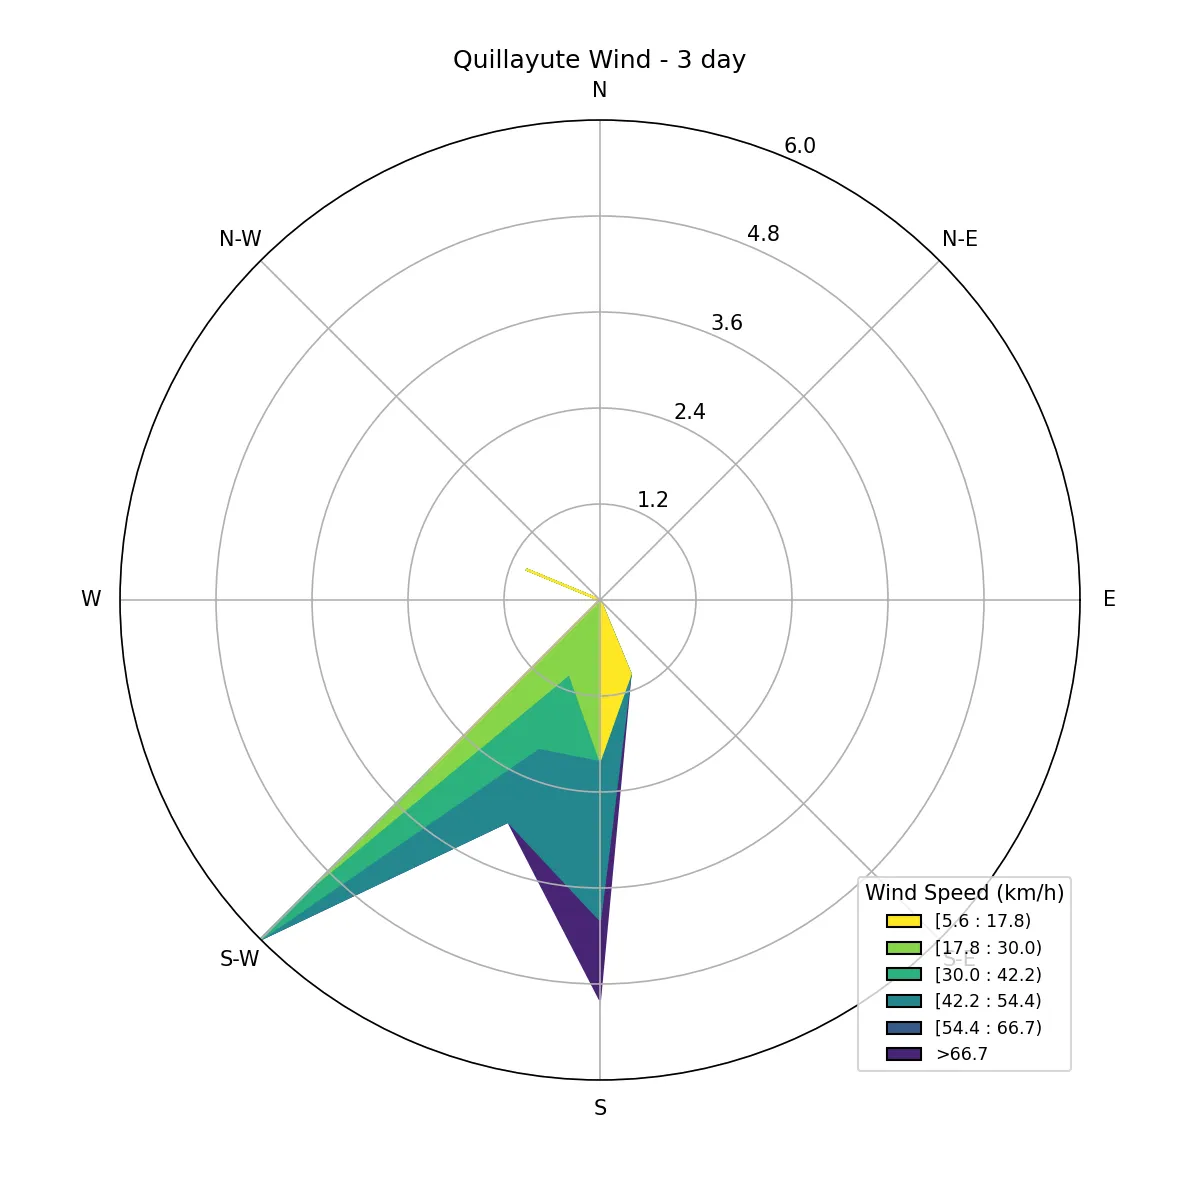 Quillayute Wind - 3 day
N
6.0
N-W
4.8
N-E
3.6
2.4
1.2
W
E
Wind Speed (km/h)
[5.6 : 17.8)
[17.8 : 30.0)
S-W
S-E
[30.0 : 42.2)
[42.2 : 54.4)
[54.4 : 66.7)
>66.7
S